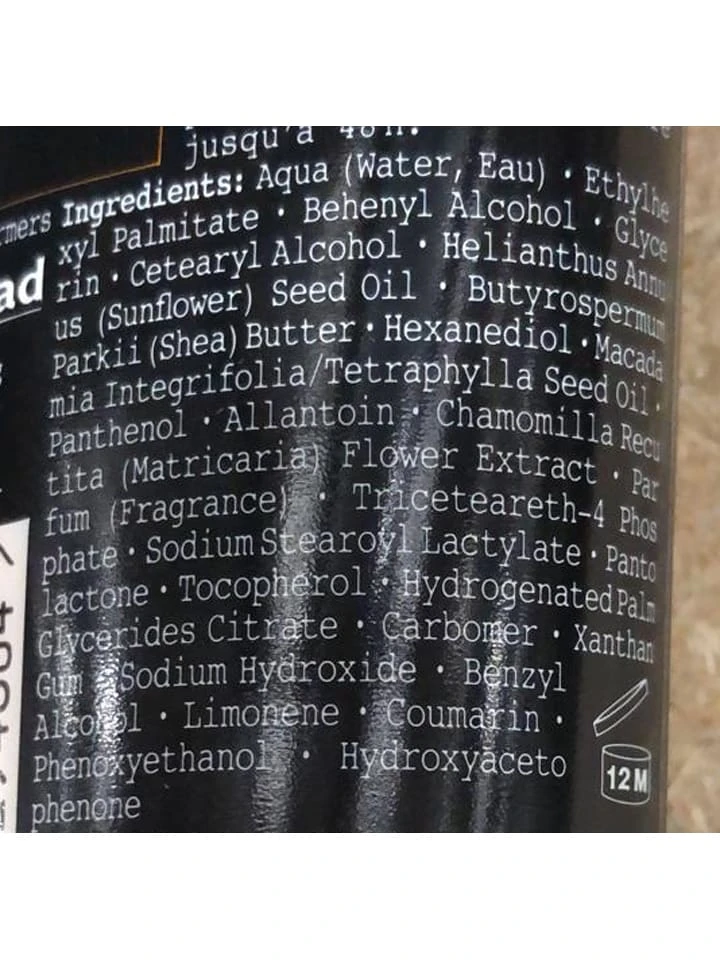 jusqu'à 48h.
Ingredients: Aqua (Water, Eau) · Ethylhe
xyl Palmitate · Behenyl Alcohol · Glyce
rin · Cetearyl Alcohol · Helianthus Annu
us (Sunflower) Seed Oil · Butyrospermum
Parkii (Shea) Butter · Hexanediol · Macada
mia Integrifolia/Tetraphylla Seed Oil ·
Panthenol · Allantoin · Chamomilla Recu
tita (Matricaria) Flower Extract · Par
fum (Fragrance) · Triceteareth-4 Phos
phate · Sodium Stearoyl Lactylate · Panto
lactone · Tocopherol · Hydrogenated Palm
Glycerides Citrate · Carbomer · Xanthan
Gum · Sodium Hydroxide · Benzyl
Alcohol · Limonene · Coumarin ·
Phenoxyethanol · Hydroxyaceto
phenone
12M
mers
ad